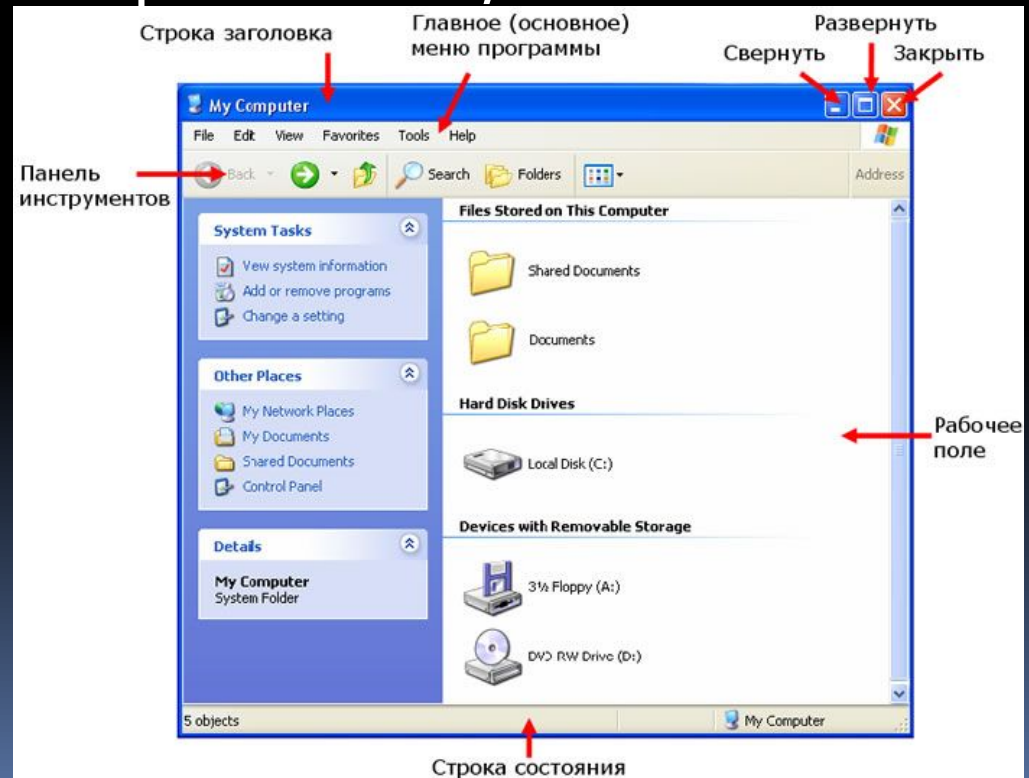 Строка заголовка
Главное (основное)
меню программы
Развернуть
Свернуть
Закрыть
My Computer
File Edit View Favorites Tools Help
Панель
инструментов
Back
Search
Folders
Address
System Tasks
View system information
Add or remove programs
Change a setting
Other Places
My Network Places
My Documents
Shared Documents
Control Panel
Details
My Computer
System Folder
Files Stored on This Computer
Shared Documents
Documents
Hard Disk Drives
Local Disk (C:)
Рабочее
поле
Devices with Removable Storage
3½ Floppy (A:)
DVD RW Drive (D:)
5 objects
My Computer
Строка состояния